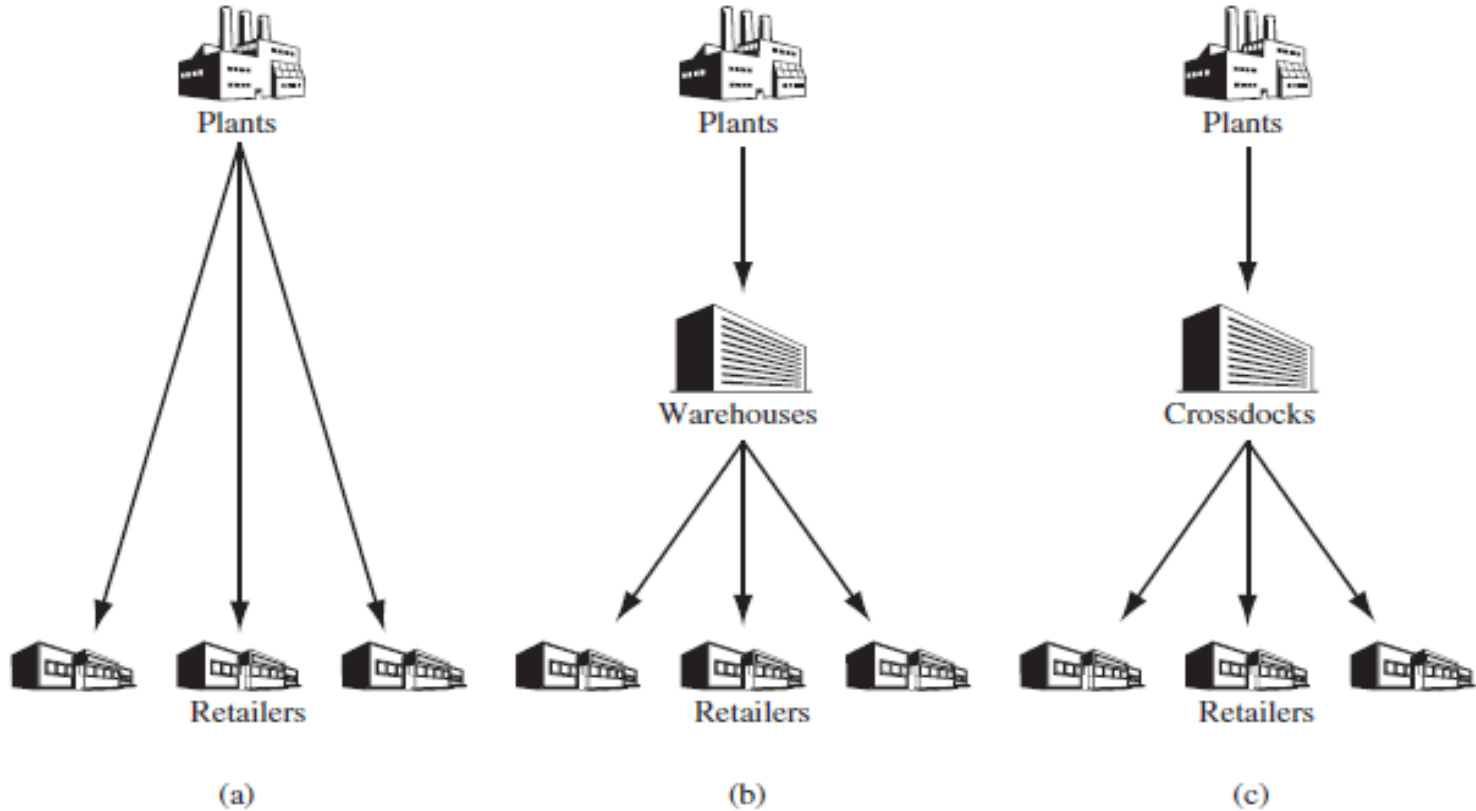 Plants
Plants
Plants
Warehouses
Crossdocks
Retailers
Retailers
Retailers
(a)
(b)
(c)